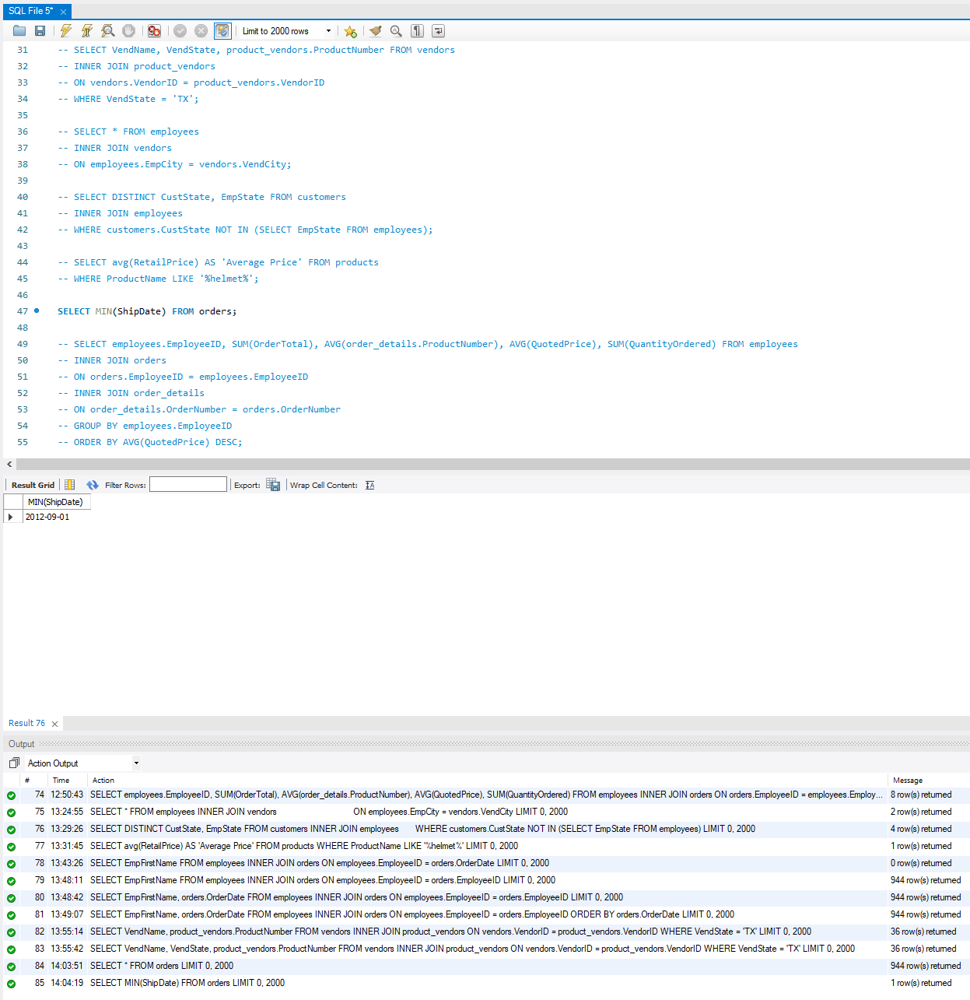 SQL File 5*
Limit to 2000 rows
31 -- SELECT VendName, VendState, product_vendors.ProductNumber FROM vendors
32 -- INNER JOIN product_vendors
33 -- ON vendors.VendorID = product_vendors.VendorID
34 -- WHERE VendState = 'TX';
35
36 -- SELECT * FROM employees
37 -- INNER JOIN vendors
38 -- ON employees.EmpCity = vendors.VendCity;
39
40 -- SELECT DISTINCT CustState, EmpState FROM customers
41 -- INNER JOIN employees
42 -- WHERE customers.CustState NOT IN (SELECT EmpState FROM employees);
43
44 -- SELECT avg(RetailPrice) AS 'Average Price' FROM products
45 -- WHERE ProductName LIKE '%helmet%';
46
47 SELECT MIN(ShipDate) FROM orders;
48
49 -- SELECT employees.EmployeeID, SUM(OrderTotal), AVG(order_details.ProductNumber), AVG(QuotedPrice), SUM(QuantityOrdered) FROM employees
50 -- INNER JOIN orders
51 -- ON orders.EmployeeID = employees.EmployeeID
52 -- INNER JOIN order_details
53 -- ON order_details.OrderNumber = orders.OrderNumber
54 -- GROUP BY employees.EmployeeID
55 -- ORDER BY AVG(QuotedPrice) DESC;
Result Grid Filter Rows: Export: Wrap Cell Content:
MIN(ShipDate)
2012-09-01
Result 76
Output
Action Output
# Time Action Message
74 12:50:43 SELECT employees.EmployeeID, SUM(OrderTotal), AVG(order_details.ProductNumber), AVG(QuotedPrice), SUM(QuantityOrdered) FROM employees INNER JOIN orders ON orders.EmployeeID = employees.Employ... 8 row(s) returned
75 13:24:55 SELECT * FROM employees INNER JOIN vendors ON employees.EmpCity = vendors.VendCity LIMIT 0, 2000 2 row(s) returned
76 13:29:26 SELECT DISTINCT CustState, EmpState FROM customers INNER JOIN employees WHERE customers.CustState NOT IN (SELECT EmpState FROM employees) LIMIT 0, 2000 4 row(s) returned
77 13:31:45 SELECT avg(RetailPrice) AS 'Average Price' FROM products WHERE ProductName LIKE '%helmet%' LIMIT 0, 2000 1 row(s) returned
78 13:43:26 SELECT EmpFirstName FROM employees INNER JOIN orders ON employees.EmployeeID = orders.OrderDate LIMIT 0, 2000 0 row(s) returned
79 13:48:11 SELECT EmpFirstName FROM employees INNER JOIN orders ON employees.EmployeeID = orders.EmployeeID LIMIT 0, 2000 944 row(s) returned
80 13:48:42 SELECT EmpFirstName, orders.OrderDate FROM employees INNER JOIN orders ON employees.EmployeeID = orders.EmployeeID LIMIT 0, 2000 944 row(s) returned
81 13:49:07 SELECT EmpFirstName, orders.OrderDate FROM employees INNER JOIN orders ON employees.EmployeeID = orders.EmployeeID ORDER BY orders.OrderDate LIMIT 0, 2000 944 row(s) returned
82 13:55:14 SELECT VendName, product_vendors.ProductNumber FROM vendors INNER JOIN product_vendors ON vendors.VendorID = product_vendors.VendorID WHERE VendState = 'TX' LIMIT 0, 2000 36 row(s) returned
83 13:55:42 SELECT VendName, VendState, product_vendors.ProductNumber FROM vendors INNER JOIN product_vendors ON vendors.VendorID = product_vendors.VendorID WHERE VendState = 'TX' LIMIT 0, 2000 36 row(s) returned
84 14:03:51 SELECT * FROM orders LIMIT 0, 2000 944 row(s) returned
85 14:04:19 SELECT MIN(ShipDate) FROM orders LIMIT 0, 2000 1 row(s) returned